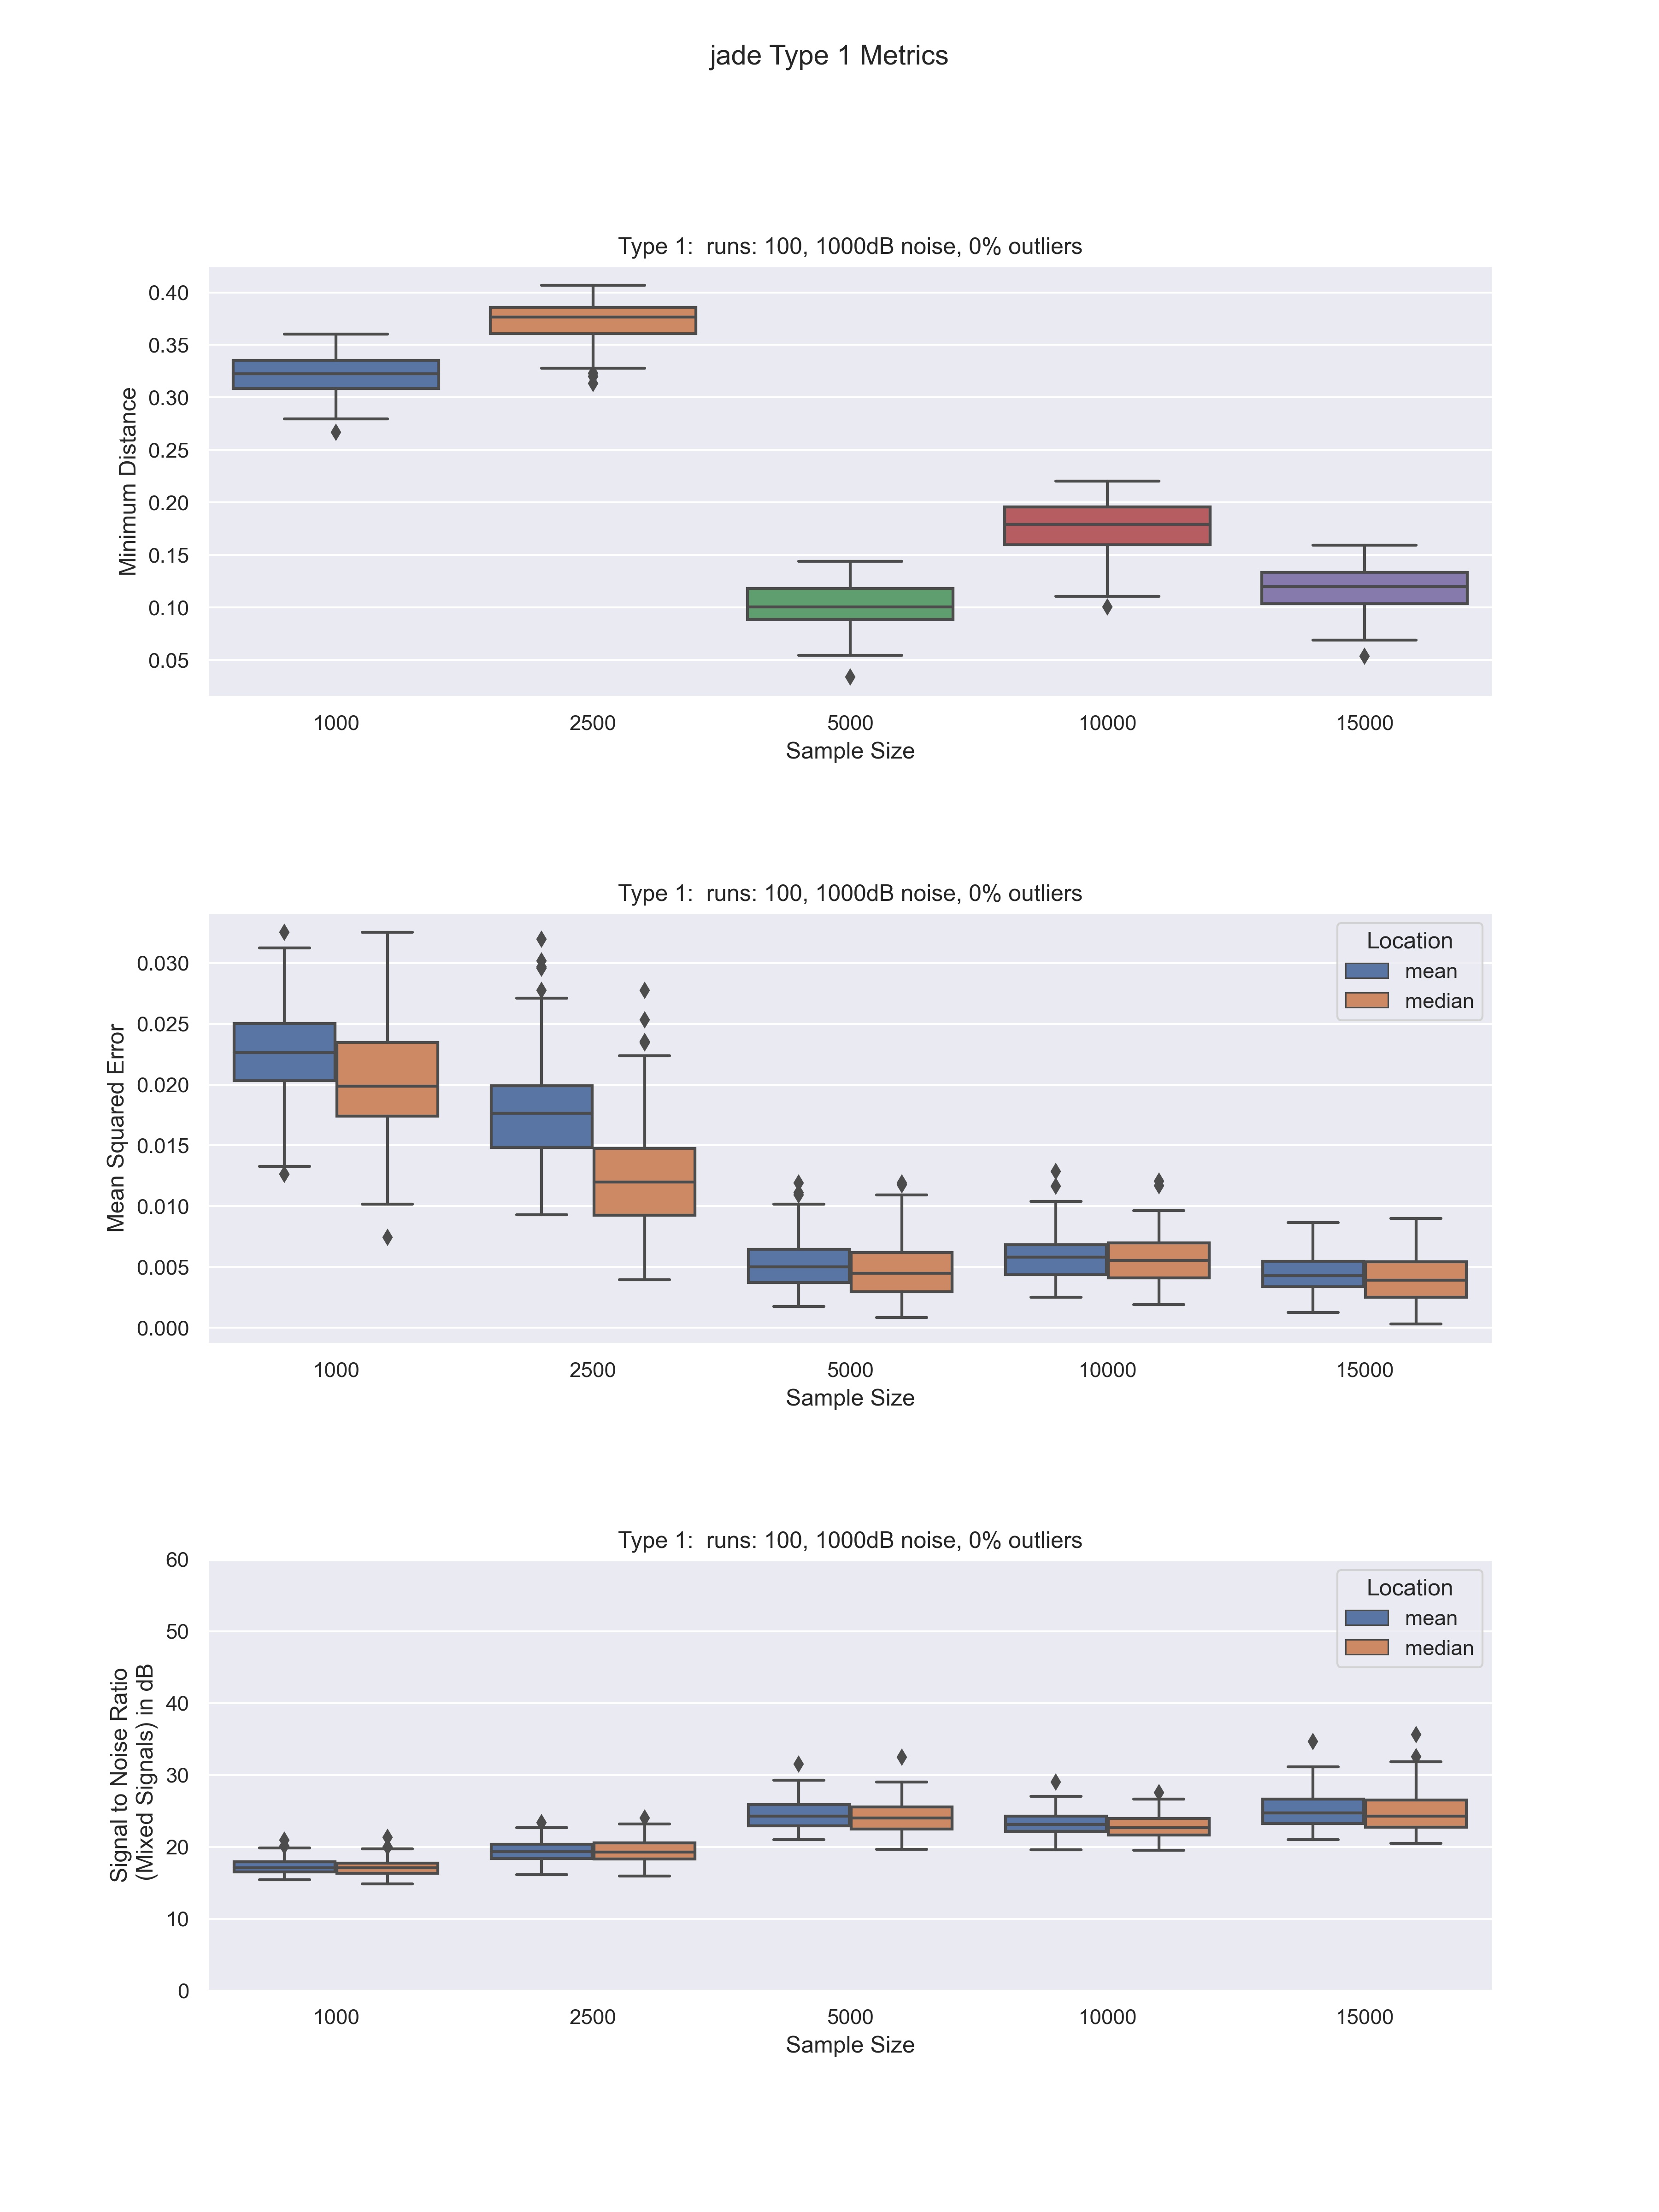 jade Type 1 Metrics
Type 1:  runs: 100, 1000dB noise, 0% outliers
0.40
0.35
0.30
0.25
0.20
0.15
0.10
0.05
Minimum Distance
1000 2500 5000 10000 15000
Sample Size
Type 1:  runs: 100, 1000dB noise, 0% outliers
Location
mean
median
0.030
0.025
0.020
0.015
0.010
0.005
0.000
Mean Squared Error
1000 2500 5000 10000 15000
Sample Size
Type 1:  runs: 100, 1000dB noise, 0% outliers
Location
mean
median
60
50
40
30
20
10
0
Signal to Noise Ratio
(Mixed Signals) in dB
1000 2500 5000 10000 15000
Sample Size